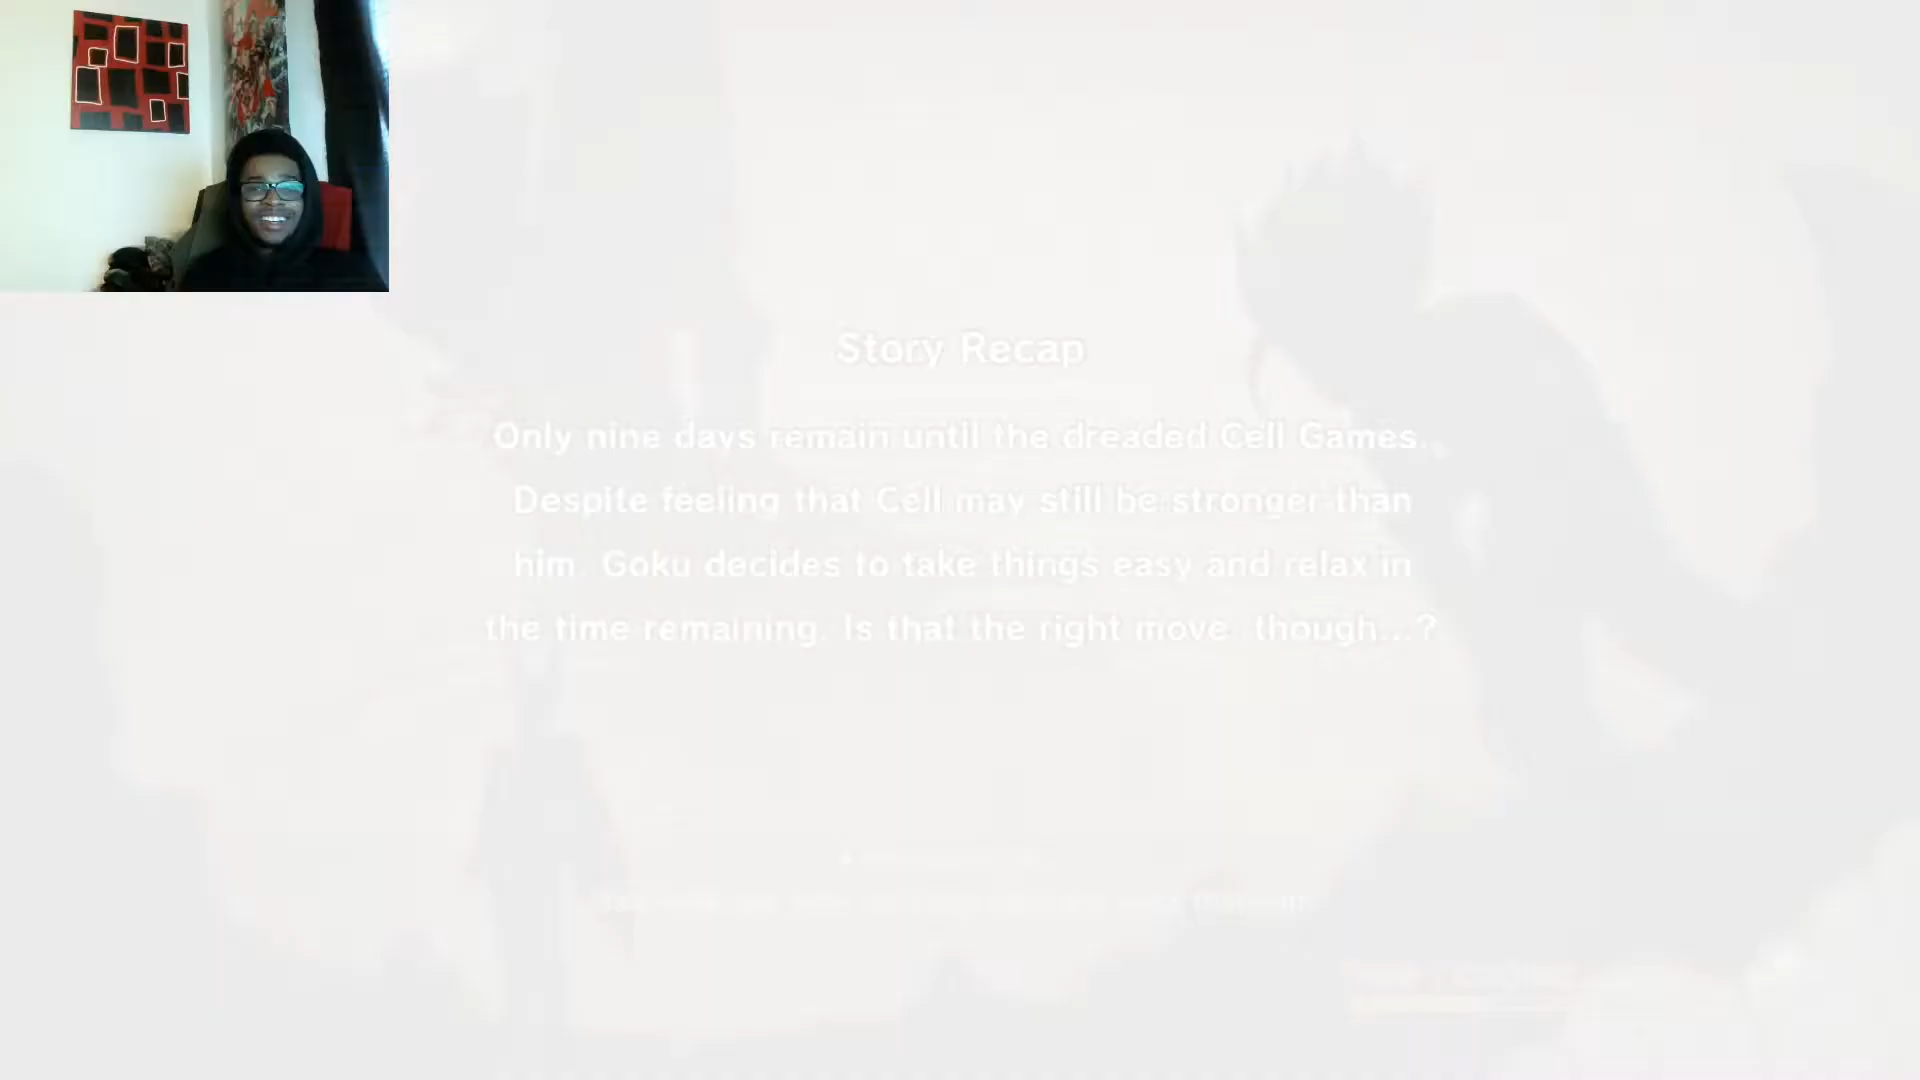 Story Recap
Only nine days remain until the dreaded Cell Games.
Despite feeling that Cell may still be stronger than
him, Goku decides to take things easy and relax in
the time remaining. Is that the right move, though...?